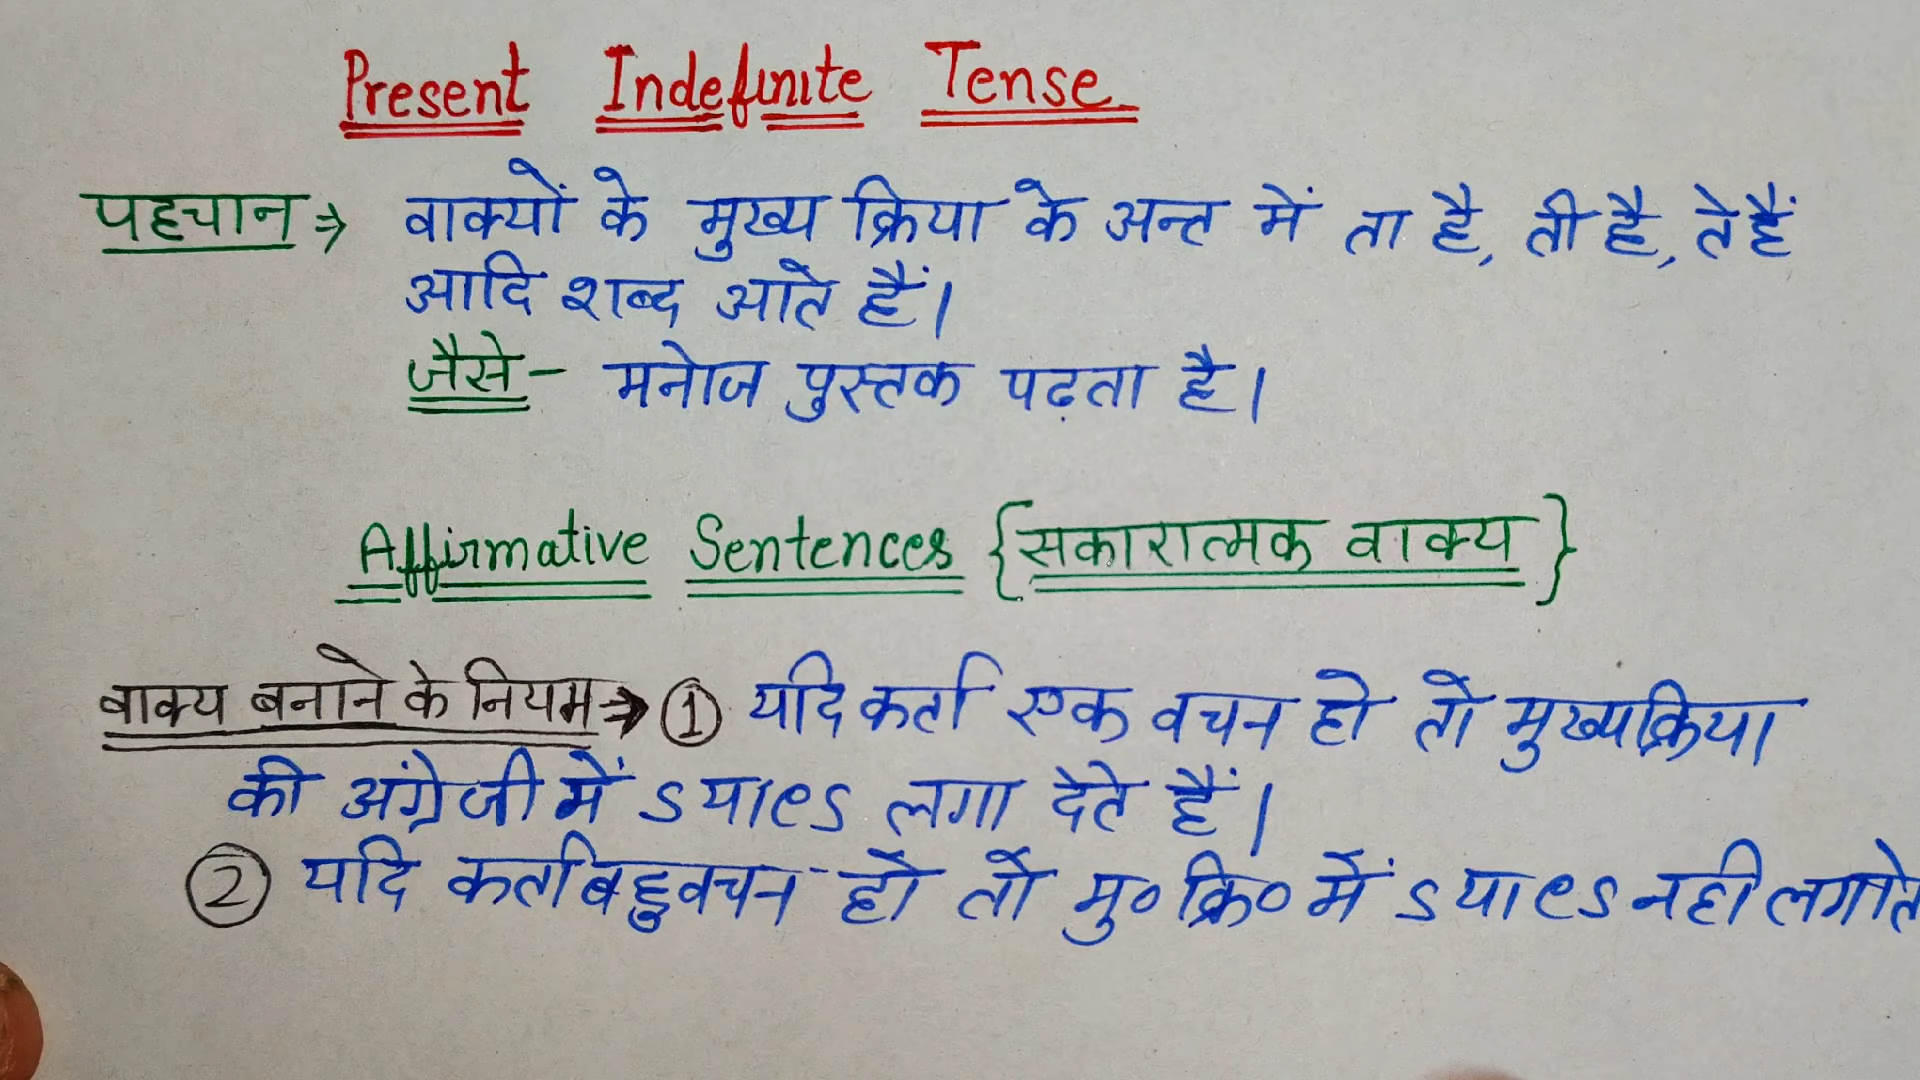 Present Indefinite Tense
पहचान ⇒ वाक्यों के मुख्य क्रिया के अन्त में ता है, ती है, ते हैं
आदि शब्द आते हैं।
जैसे - मनोज पुस्तक पढ़ता है।
Affirmative Sentences {सकारात्मक वाक्य}
वाक्य बनाने के नियम ⇒ ① यदि कर्ता एक वचन हो तो मुख्यक्रिया
की अंग्रेजी में s या es लगा देते हैं।
② यदि कर्ता बहुवचन हो तो मु० क्रि० में s या es नही लगाते